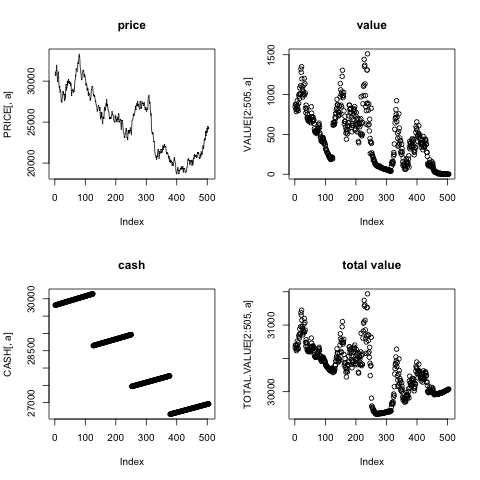 price
value
PRICE[, a]
20000 25000 30000
VALUE[2:505, a]
0 500 1000 1500
0 100 200 300 400 500
0 100 200 300 400 500
Index
Index
cash
total value
CASH[, a]
27000 28500 30000
TOTAL.VALUE[2:505, a]
30000 31000
0 100 200 300 400 500
0 100 200 300 400 500
Index
Index